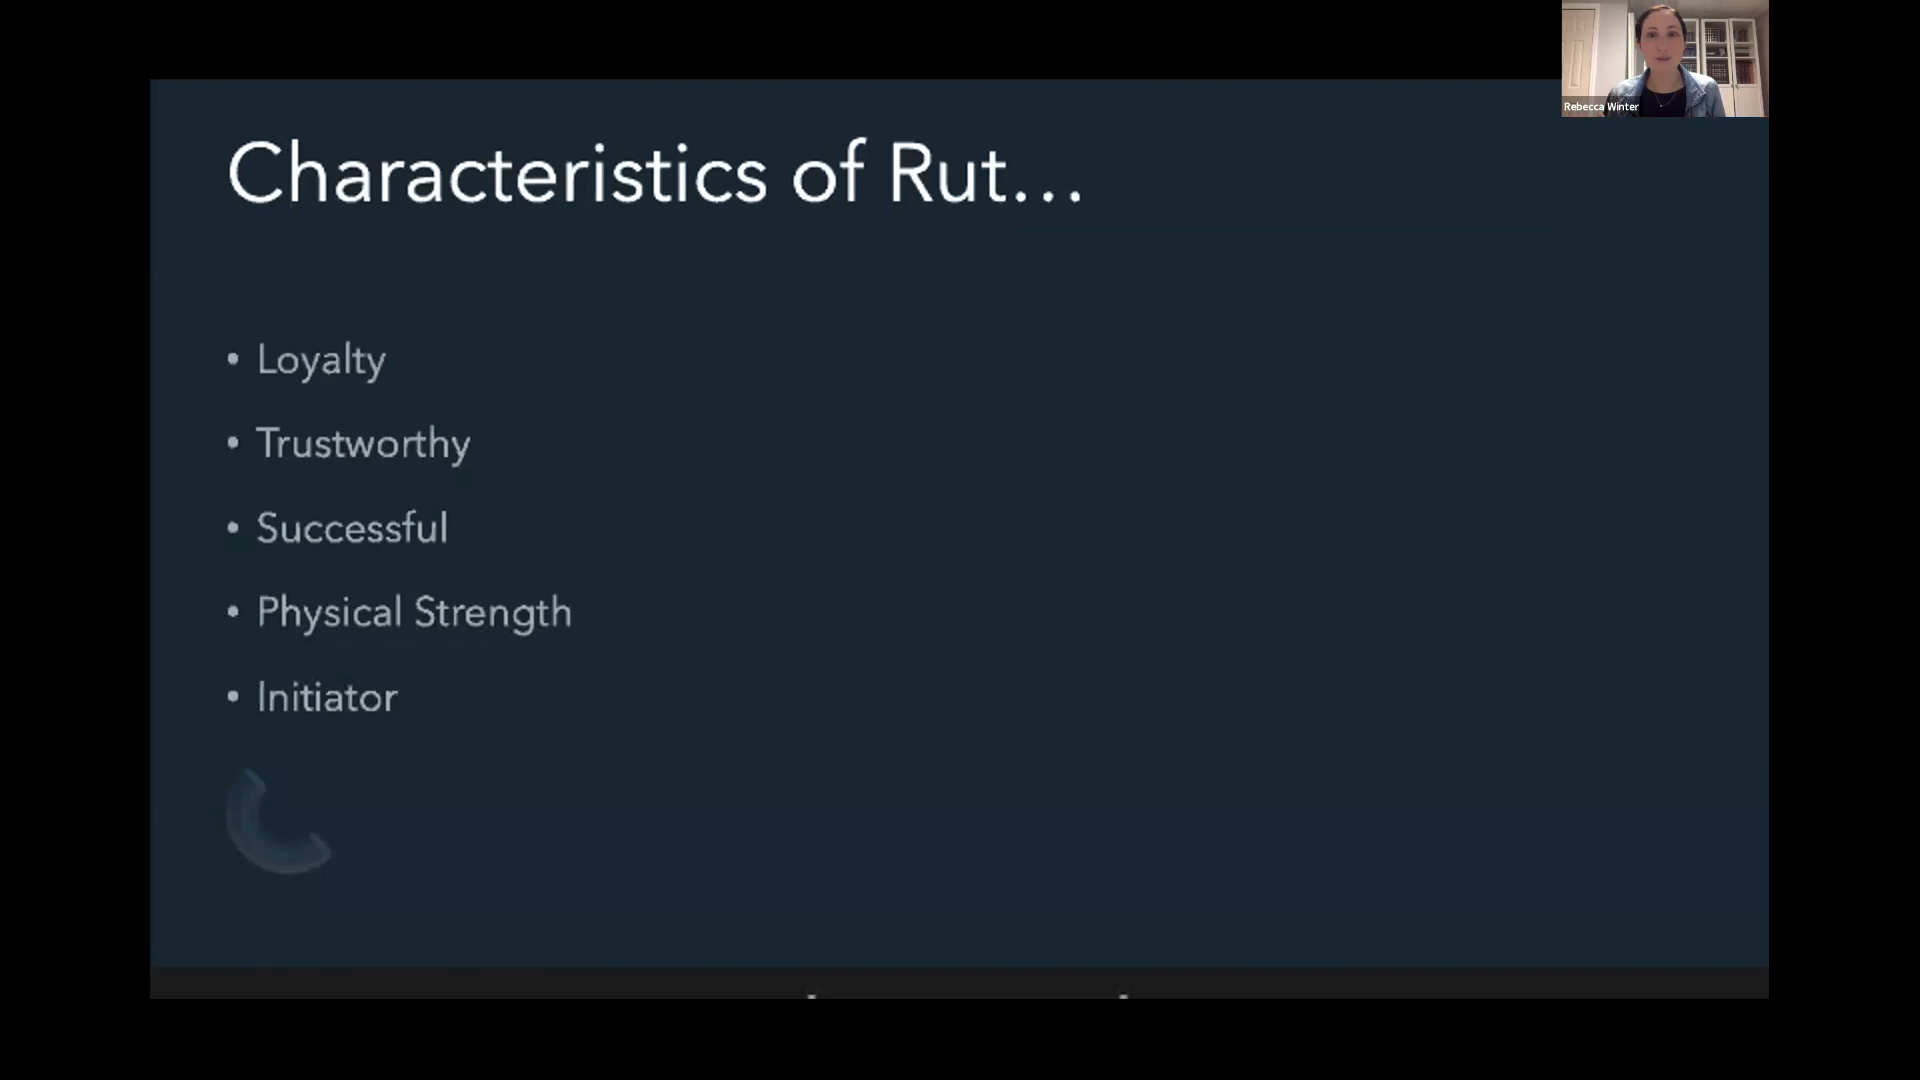 Rebecca Winter
Characteristics of Rut...
• Loyalty
• Trustworthy
• Successful
• Physical Strength
• Initiator